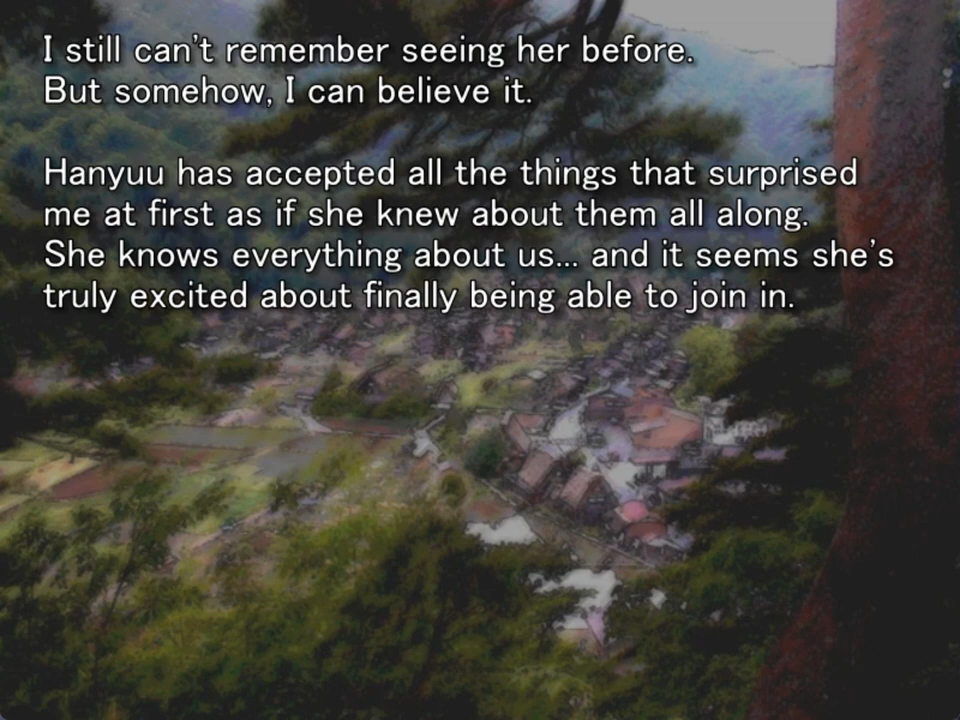 I still can't remember seeing her before.
But somehow, I can believe it.
Hanyuu has accepted all the things that surprised
me at first as if she knew about them all along.
She knows everything about us... and it seems she's
truly excited about finally being able to join in.